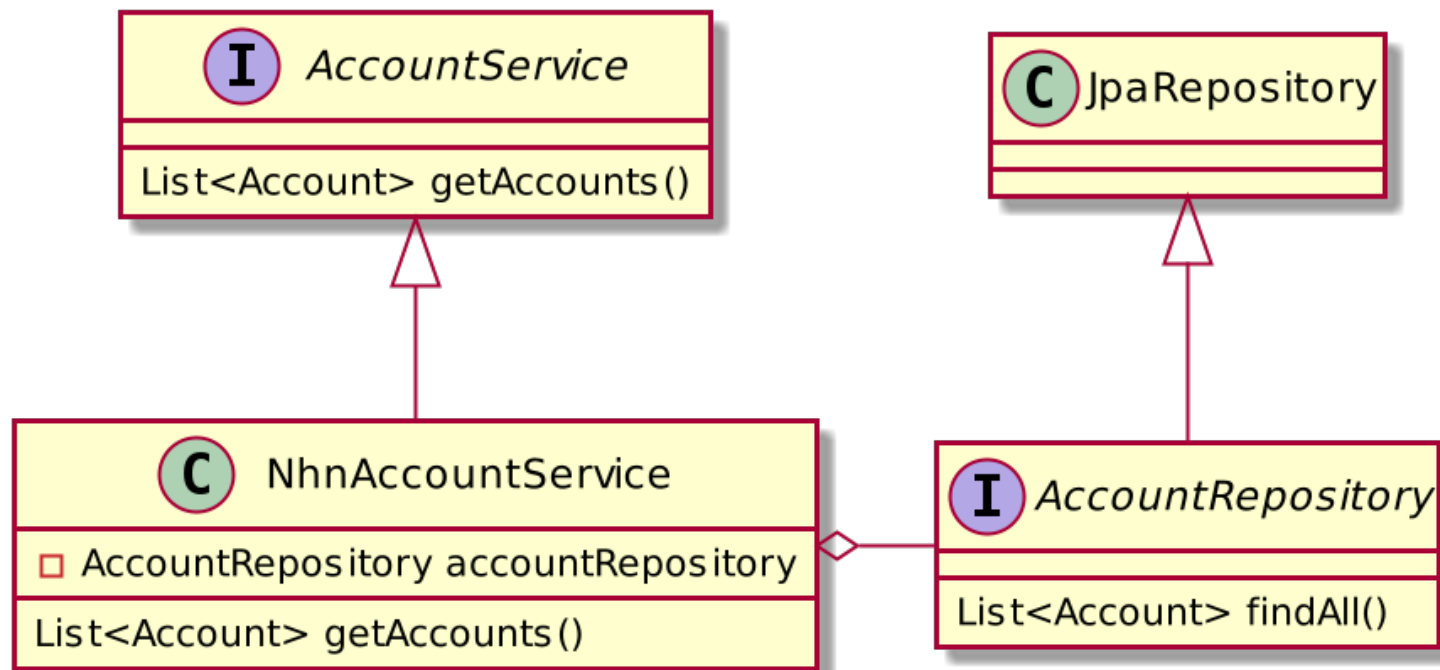 I AccountService
List<Account> getAccounts()
C JpaRepository
C NhnAccountService
AccountRepository accountRepository
List<Account> getAccounts()
I AccountRepository
List<Account> findAll()